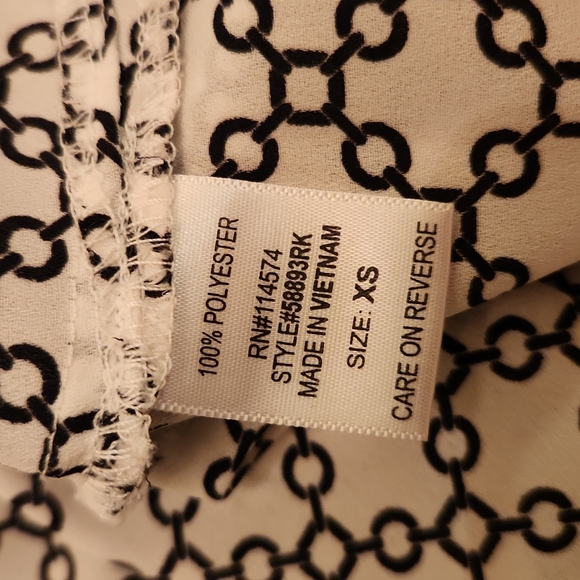 100% POLYESTER
RN#114574
STYLE#58893RK
MADE IN VIETNAM
SIZE: XS
CARE ON REVERSE